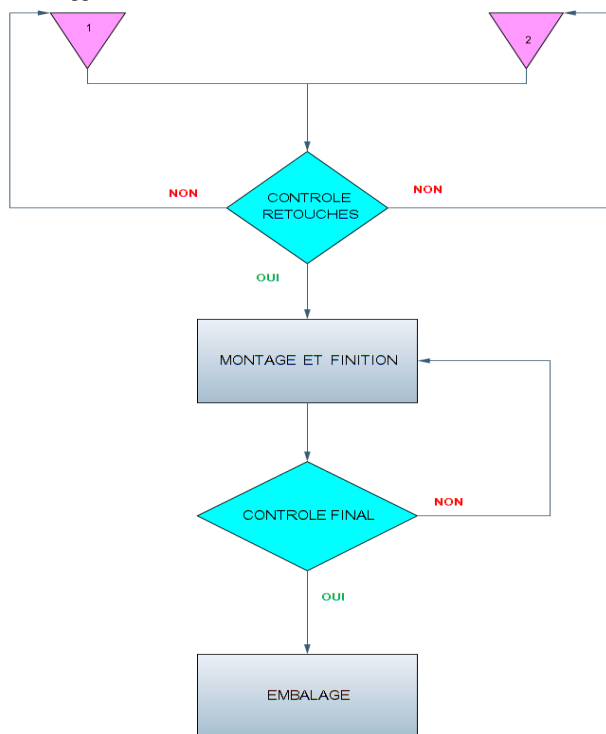 1
2
NON
CONTROLE
RETOUCHES
NON
OUI
MONTAGE ET FINITION
CONTROLE FINAL
NON
OUI
EMBALAGE